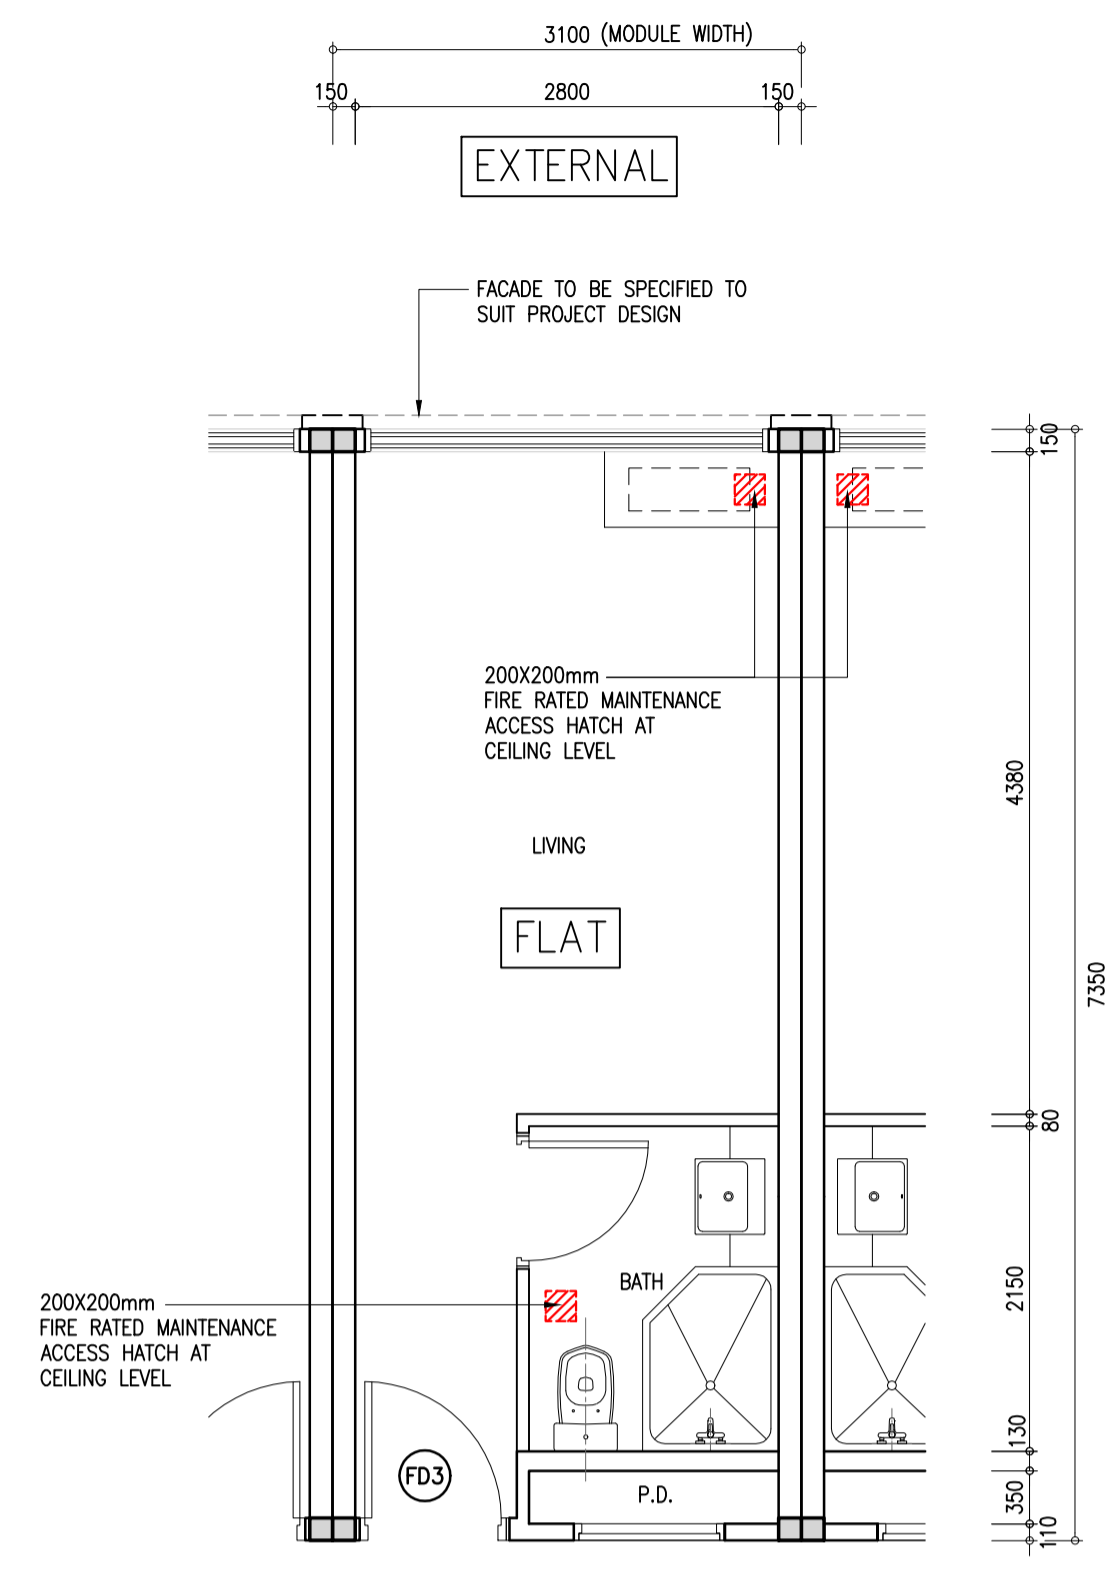 3100 (MODULE WIDTH)
150 2800 150
EXTERNAL
FACADE TO BE SPECIFIED TO
SUIT PROJECT DESIGN
150
200X200mm
FIRE RATED MAINTENANCE
ACCESS HATCH AT
CEILING LEVEL
4380
LIVING
FLAT
7350
80
BATH
2150
200X200mm
FIRE RATED MAINTENANCE
ACCESS HATCH AT
CEILING LEVEL
130
FD3
P.D.
350
110